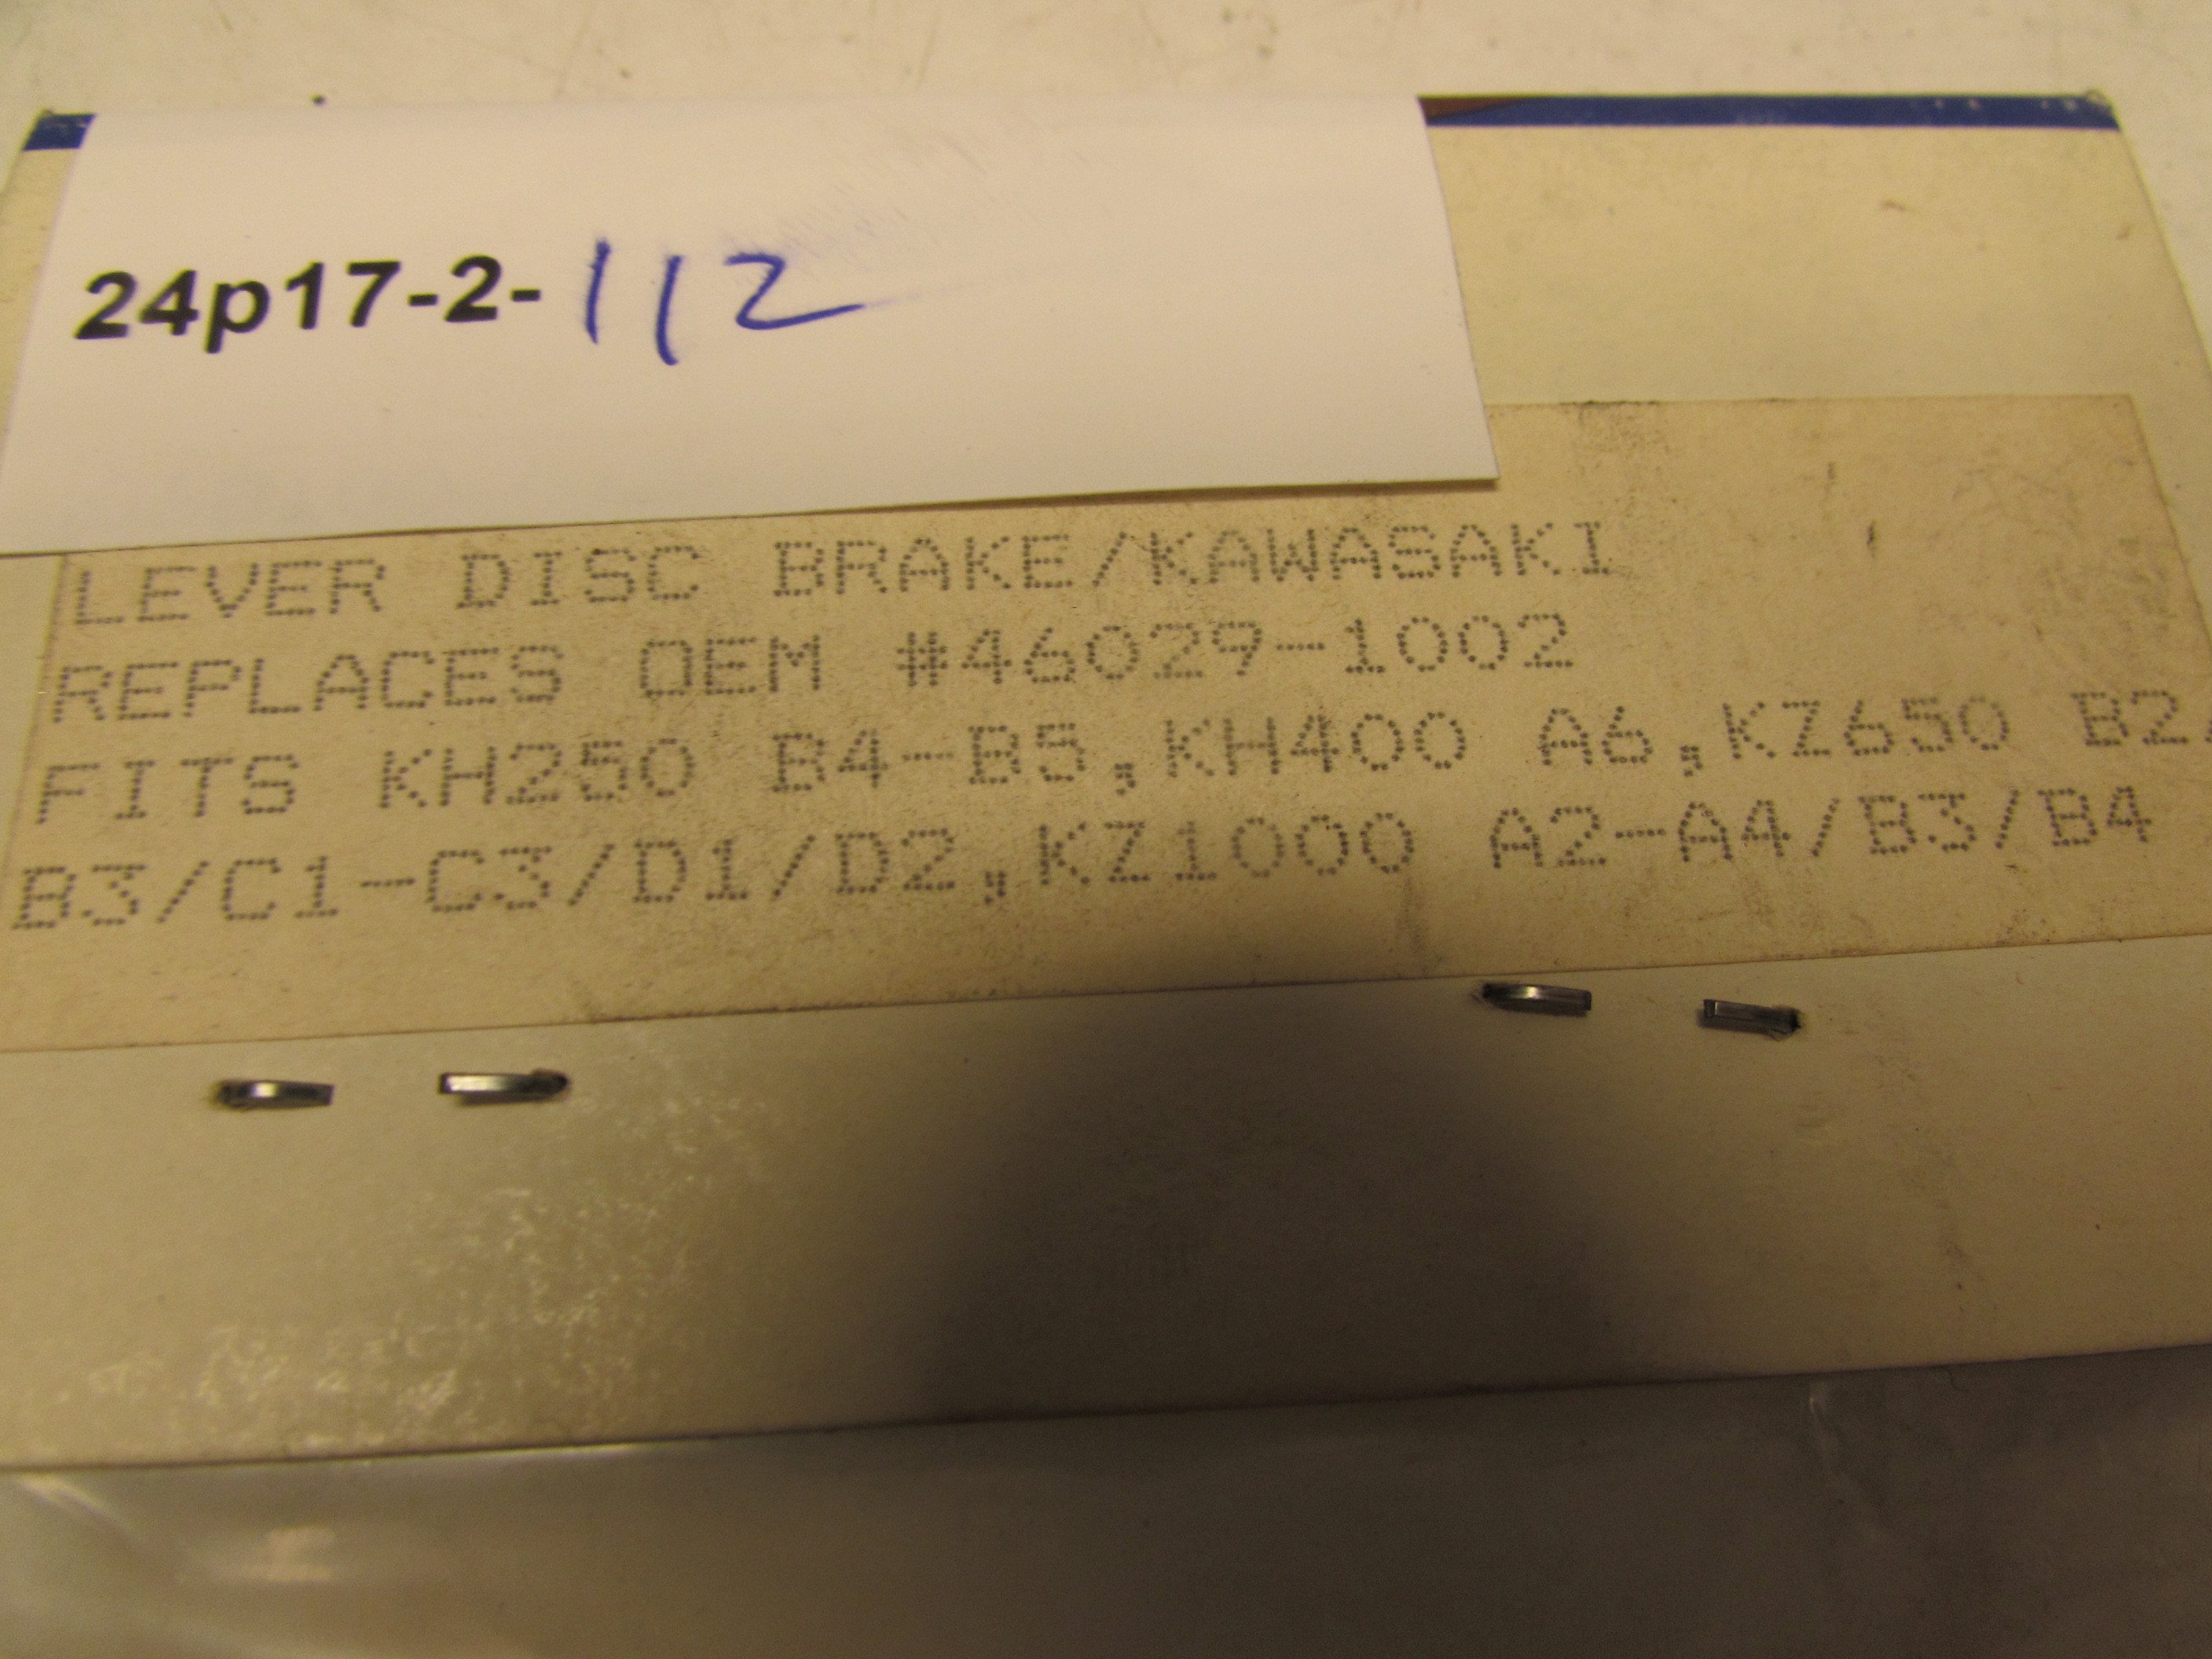 24p17-2-112
LEVER DISC BRAKE/KAWASAKI
REPLACES OEM #46029-1002
FITS KH250 B4-B5,KH400 A6,KZ650 B2,
B3/C1-C3/D1/D2,KZ1000 A2-A4/B3/B4